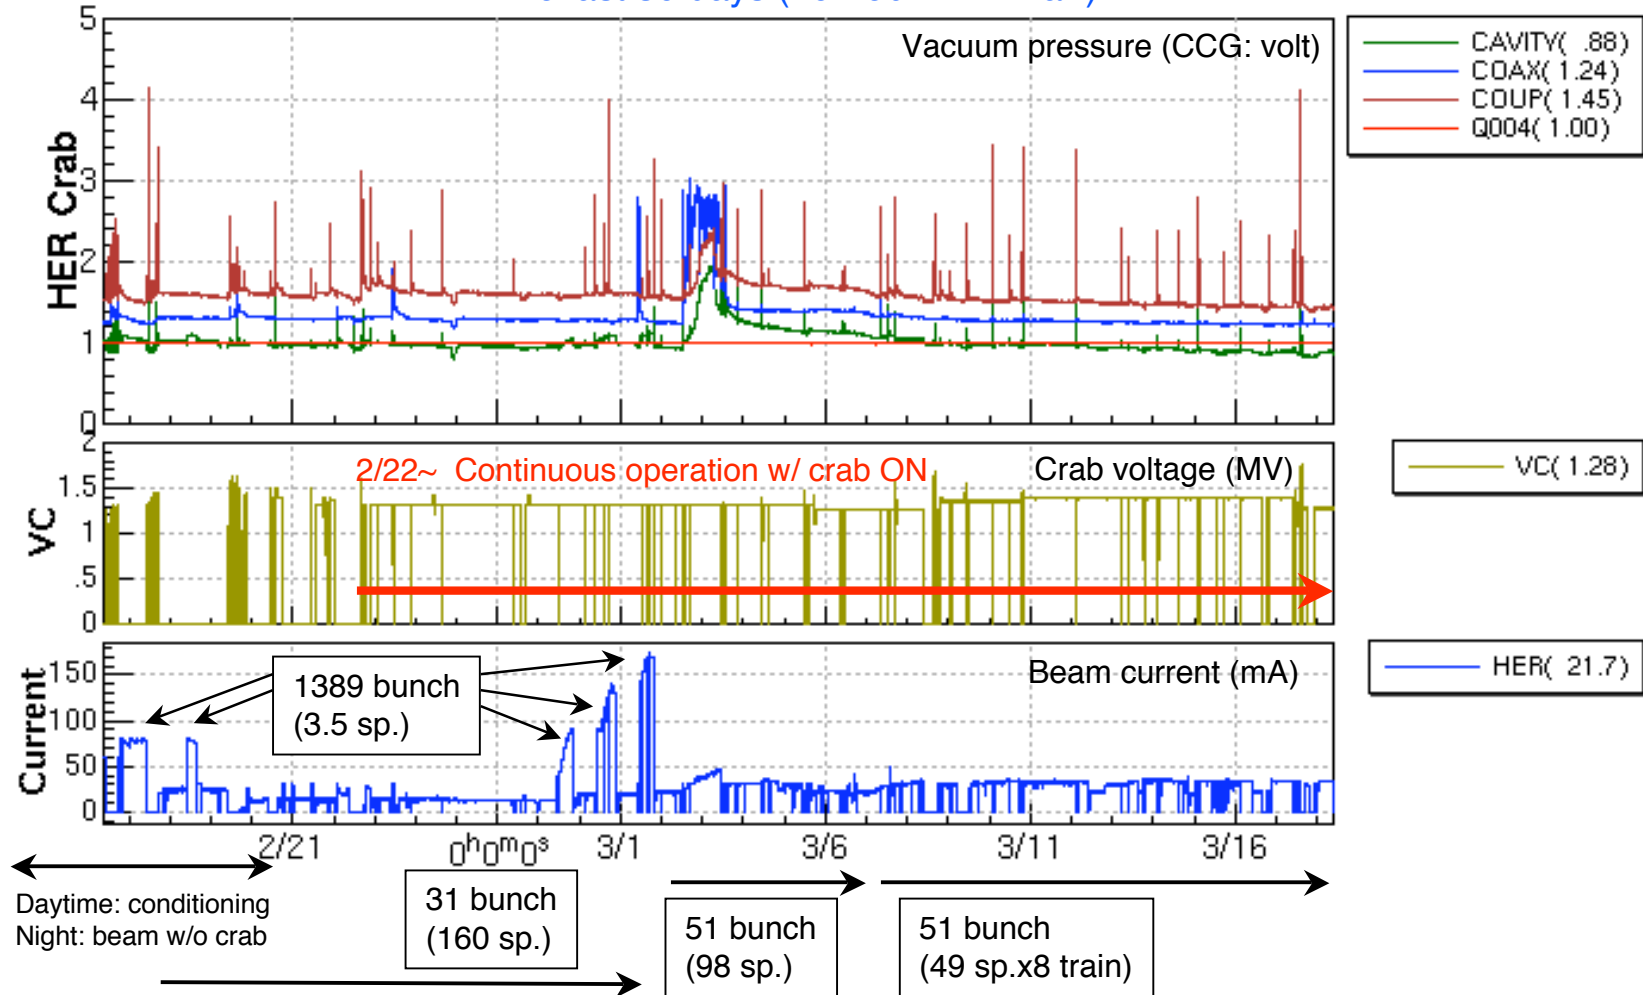 Vacuum pressure (CCG: volt)
CAVITY( .88)
COAX( 1.24)
COUP( 1.45)
Q004( 1.00)
HER Crab
5
4
3
2
1
0
2/22~ Continuous operation w/ crab ON
Crab voltage (MV)
VC( 1.28)
VC
2
1.5
1
.5
0
Beam current (mA)
HER( 21.7)
1389 bunch
(3.5 sp.)
Current
150
100
50
0
2/21
0h0m0s
3/1
3/6
3/11
3/16
Daytime: conditioning
Night: beam w/o crab
31 bunch
(160 sp.)
51 bunch
(98 sp.)
51 bunch
(49 sp.x8 train)